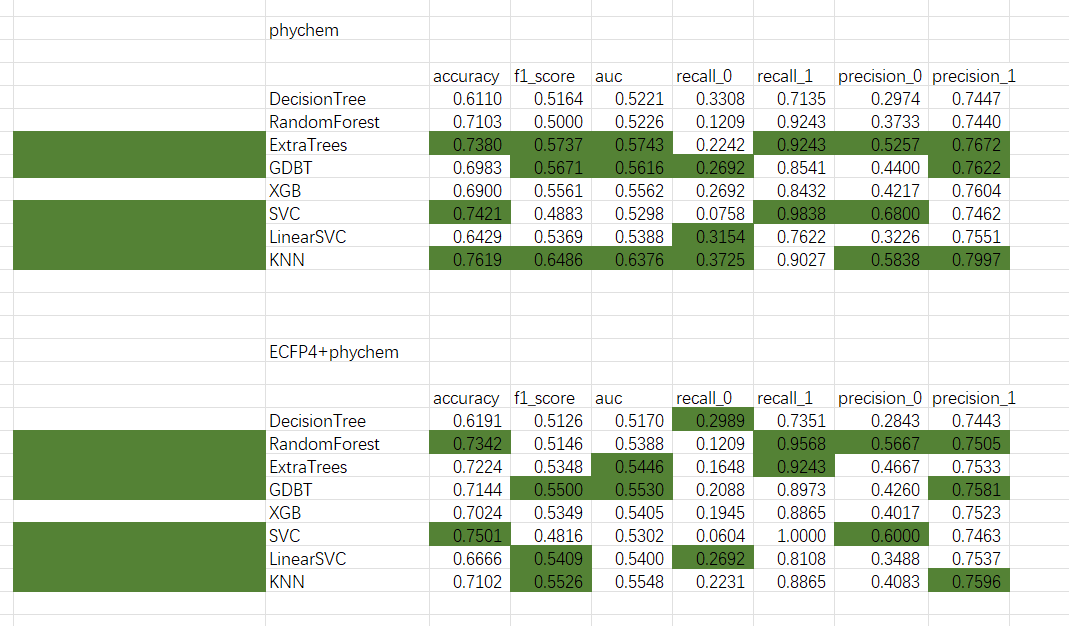 phychem
accuracy f1_score auc recall_0 recall_1 precision_0 precision_1
DecisionTree 0.6110 0.5164 0.5221 0.3308 0.7135 0.2974 0.7447
RandomForest 0.7103 0.5000 0.5226 0.1209 0.9243 0.3733 0.7440
ExtraTrees 0.7380 0.5737 0.5743 0.2242 0.9243 0.5257 0.7672
GDBT 0.6983 0.5671 0.5616 0.2692 0.8541 0.4400 0.7622
XGB 0.6900 0.5561 0.5562 0.2692 0.8432 0.4217 0.7604
SVC 0.7421 0.4883 0.5298 0.0758 0.9838 0.6800 0.7462
LinearSVC 0.6429 0.5369 0.5388 0.3154 0.7622 0.3226 0.7551
KNN 0.7619 0.6486 0.6376 0.3725 0.9027 0.5838 0.7997
ECFP4+phychem
accuracy f1_score auc recall_0 recall_1 precision_0 precision_1
DecisionTree 0.6191 0.5126 0.5170 0.2989 0.7351 0.2843 0.7443
RandomForest 0.7342 0.5146 0.5388 0.1209 0.9568 0.5667 0.7505
ExtraTrees 0.7224 0.5348 0.5446 0.1648 0.9243 0.4667 0.7533
GDBT 0.7144 0.5500 0.5530 0.2088 0.8973 0.4260 0.7581
XGB 0.7024 0.5349 0.5405 0.1945 0.8865 0.4017 0.7523
SVC 0.7501 0.4816 0.5302 0.0604 1.0000 0.6000 0.7463
LinearSVC 0.6666 0.5409 0.5400 0.2692 0.8108 0.3488 0.7537
KNN 0.7102 0.5526 0.5548 0.2231 0.8865 0.4083 0.7596